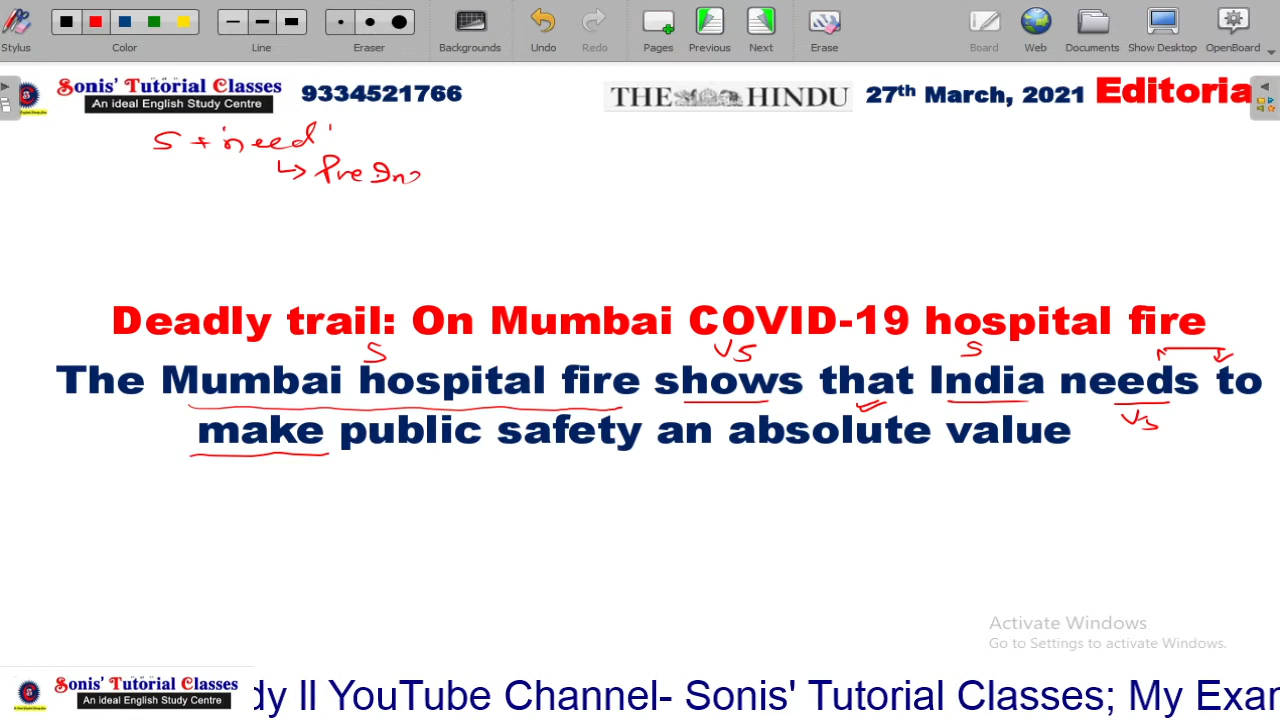 Stylus Color Line Eraser Backgrounds Undo Redo Pages Previous Next Erase Board Web Documents Show Desktop OpenBoard
Sonis' Tutorial Classes
An ideal English Study Centre
9334521766
THE HINDU
27th March, 2021
Editoria
S + 'need'
↳ Pre Ind
Deadly trail: On Mumbai COVID-19 hospital fire
S V5 S
The Mumbai hospital fire shows that India needs to
V5
make public safety an absolute value
Activate Windows
Go to Settings to activate Windows.
Sonis' Tutorial Classes
An ideal English Study Centre
dy ll YouTube Channel- Sonis' Tutorial Classes; My Exar